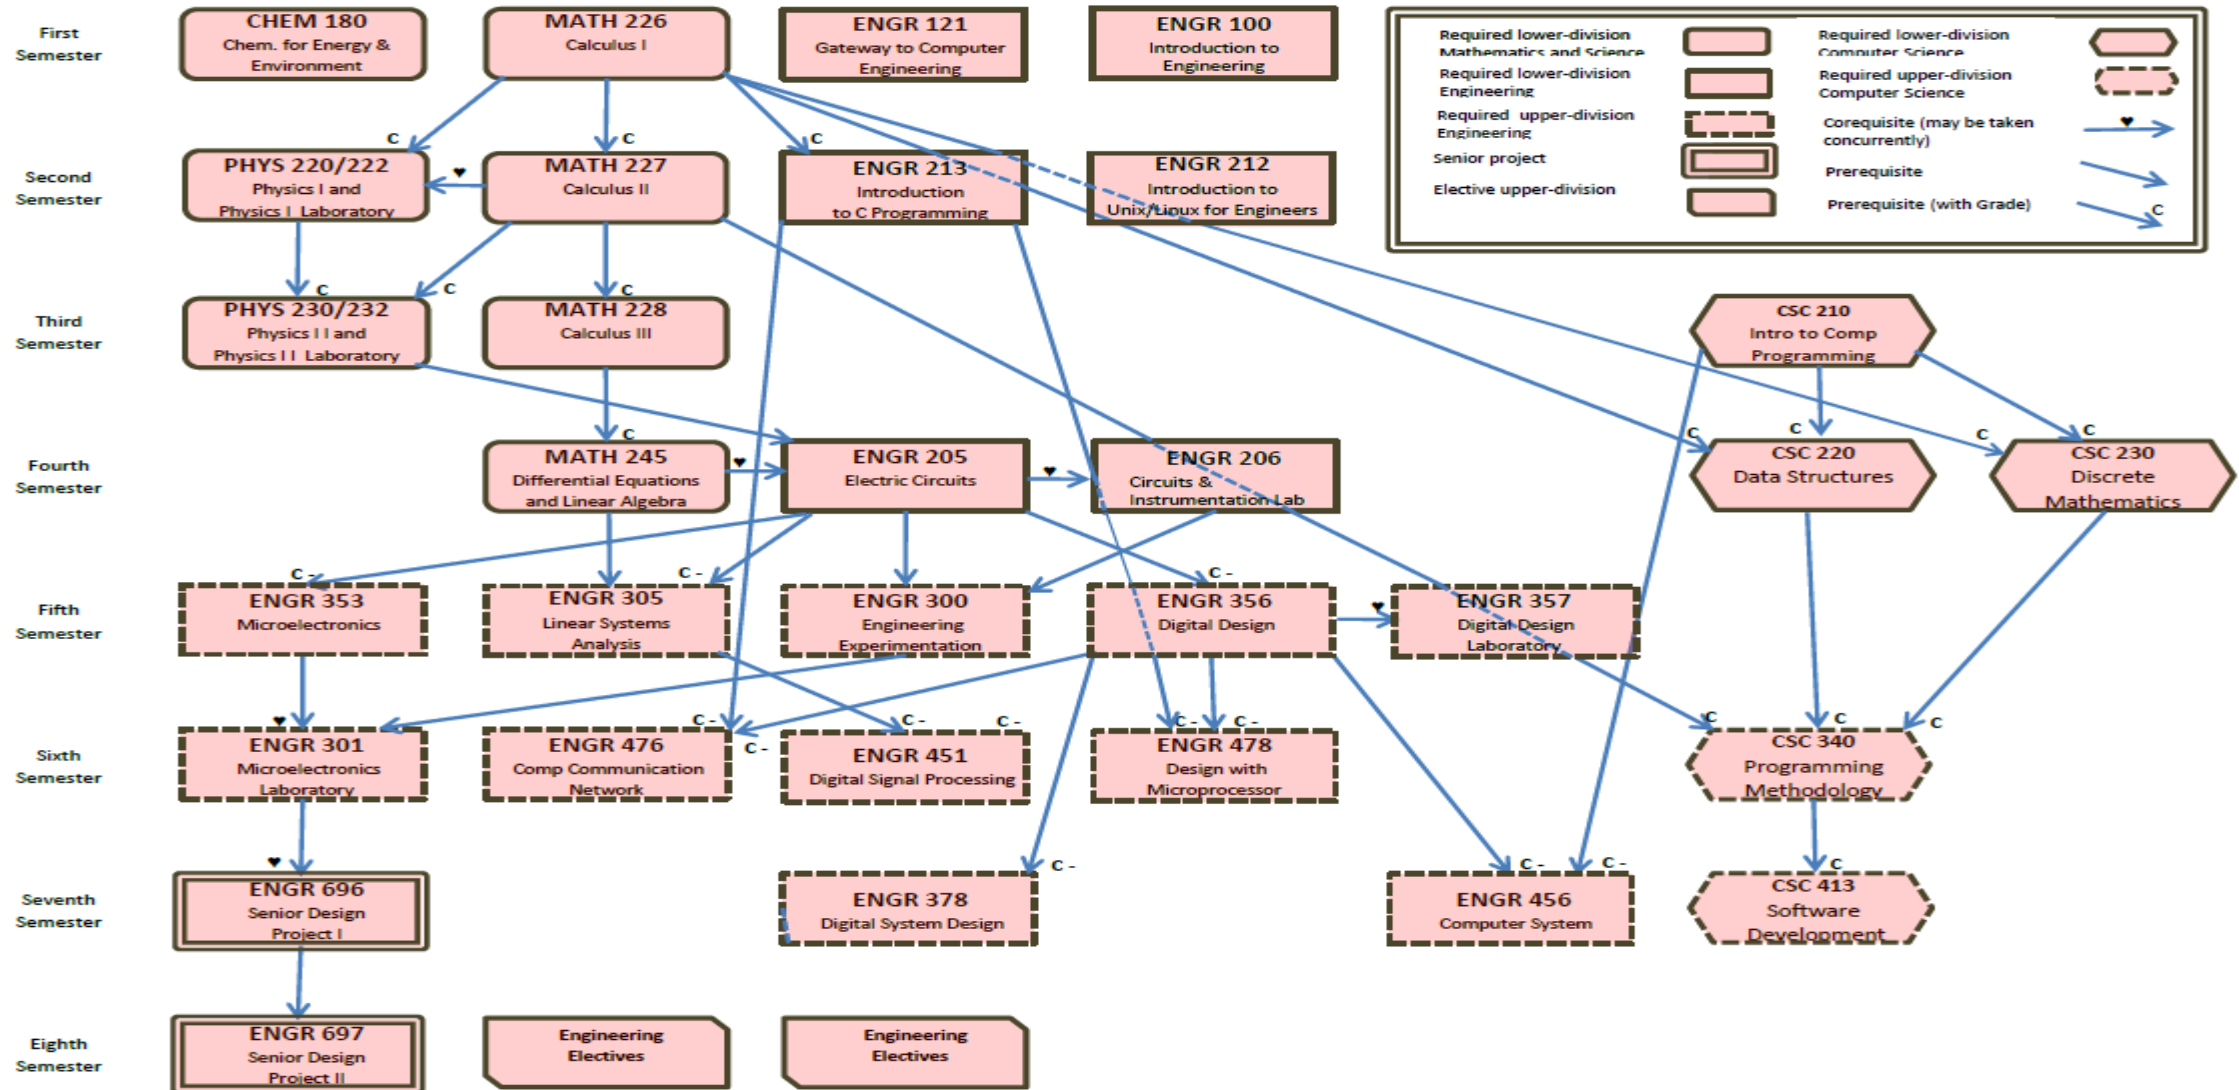 First
Semester
CHEM 180
Chem. for Energy &
Environment
MATH 226
Calculus I
ENGR 121
Gateway to Computer
Engineering
ENGR 100
Introduction to
Engineering
Required lower-division
Mathematics and Science
Required lower-division
Engineering
Required upper-division
Engineering
Senior project
Elective upper-division
Required lower-division
Computer Science
Required upper-division
Computer Science
Corequisite (may be taken
concurrently)
♥
Prerequisite
Prerequisite (with Grade)
C
C
C
C
Second
Semester
PHYS 220/222
Physics I and
Physics I Laboratory
♥
MATH 227
Calculus II
ENGR 213
Introduction
to C Programming
ENGR 212
Introduction to
Unix/Linux for Engineers
C
C
C
Third
Semester
PHYS 230/232
Physics I I and
Physics I I Laboratory
MATH 228
Calculus III
CSC 210
Intro to Comp
Programming
C
C
C
C
C
Fourth
Semester
MATH 245
Differential Equations
and Linear Algebra
♥
ENGR 205
Electric Circuits
♥
ENGR 206
Circuits &
Instrumentation Lab
CSC 220
Data Structures
CSC 230
Discrete
Mathematics
C -
C -
C -
Fifth
Semester
ENGR 353
Microelectronics
ENGR 305
Linear Systems
Analysis
ENGR 300
Engineering
Experimentation
ENGR 356
Digital Design
♥
ENGR 357
Digital Design
Laboratory
♥
C -
C -
C -
C -
C -
C -
C
C
C
Sixth
Semester
ENGR 301
Microelectronics
Laboratory
ENGR 476
Comp Communication
Network
ENGR 451
Digital Signal Processing
ENGR 478
Design with
Microprocessor
CSC 340
Programming
Methodology
♥
C -
C -
C -
C
Seventh
Semester
ENGR 696
Senior Design
Project I
ENGR 378
Digital System Design
ENGR 456
Computer System
CSC 413
Software
Development
Eighth
Semester
ENGR 697
Senior Design
Project II
Engineering
Electives
Engineering
Electives